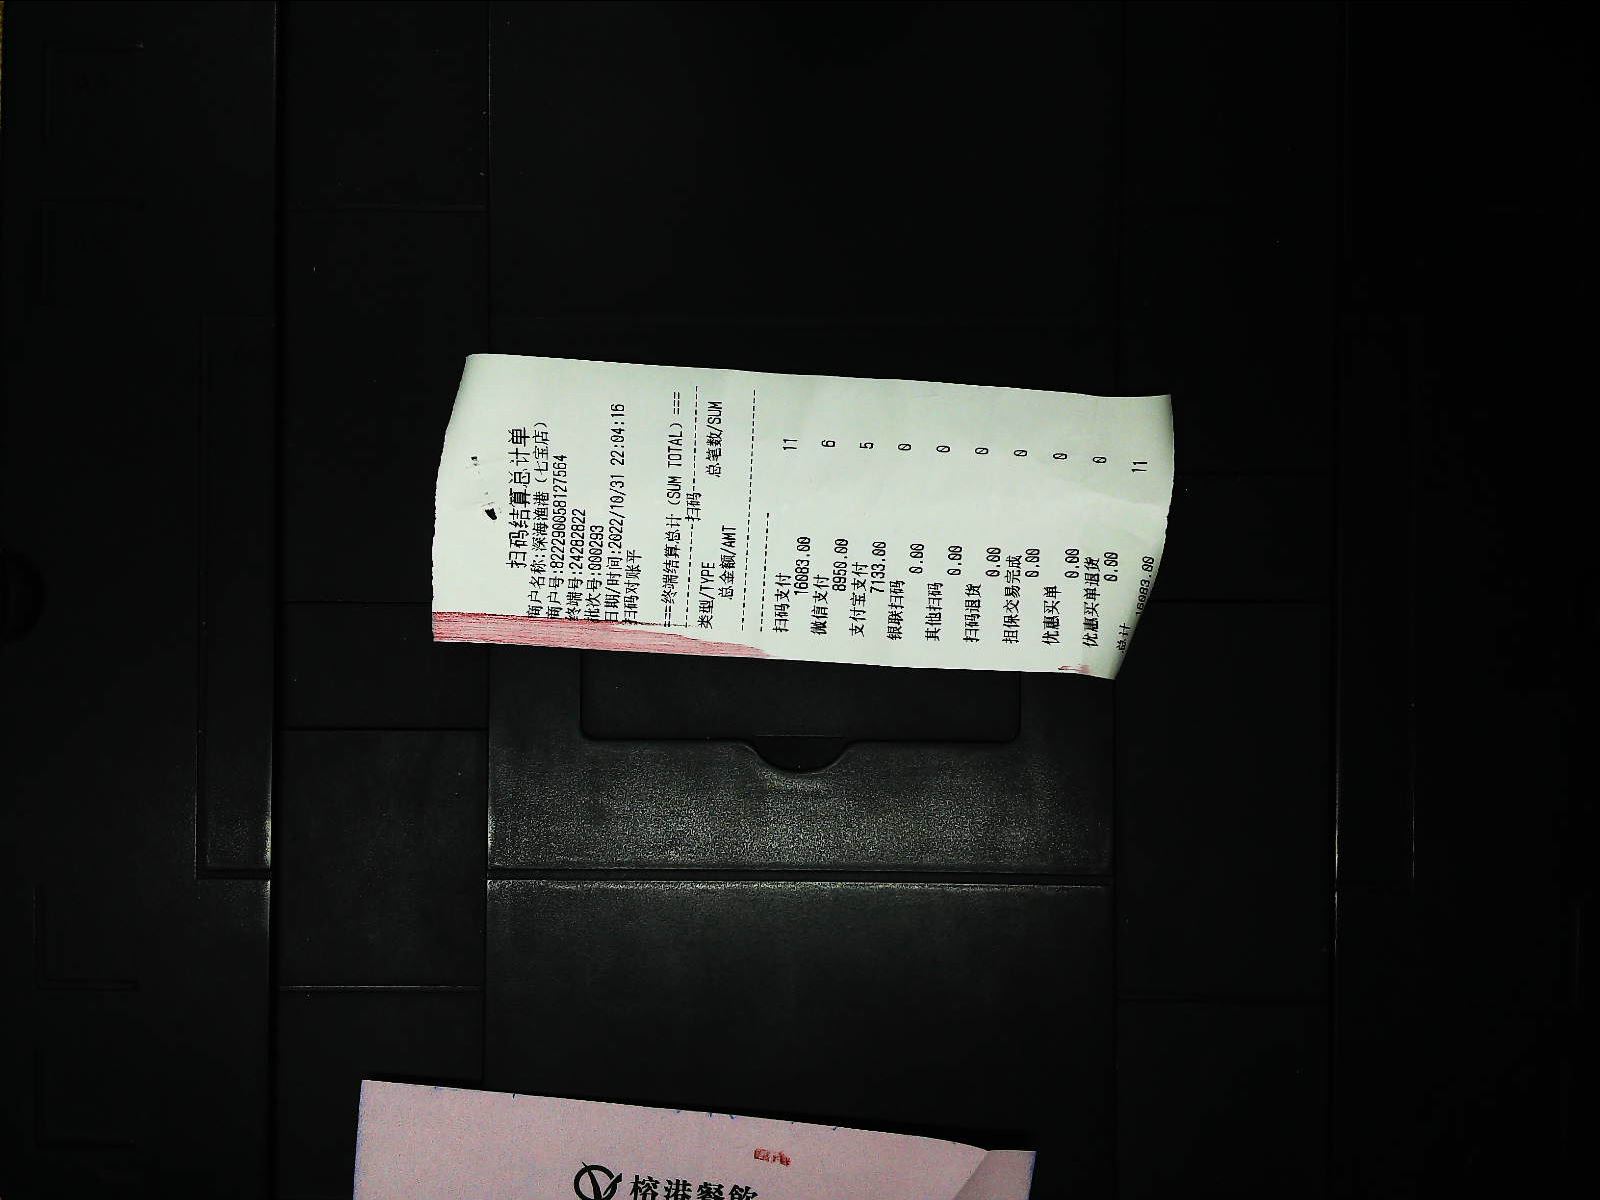 扫码结算总计单
商户名称:深海渔港（七宝店）
商户号:822290058127564
终端号:24282822
批次号:000293
日期/时间:2022/10/31 22:04:16
扫码对账平
===终端结算总计（SUM TOTAL）===
扫码
类型/TYPE 总笔数/SUM
总金额/AMT
扫码支付 11
16083.00
微信支付 6
8950.00
支付宝支付 5
7133.00
银联扫码 0
0.00
其他扫码 0
0.00
扫码退货 0
0.00
担保交易完成 0
0.00
优惠买单 0
0.00
优惠买单退货 0
0.00
总计 11
16083.00
榕港餐飲